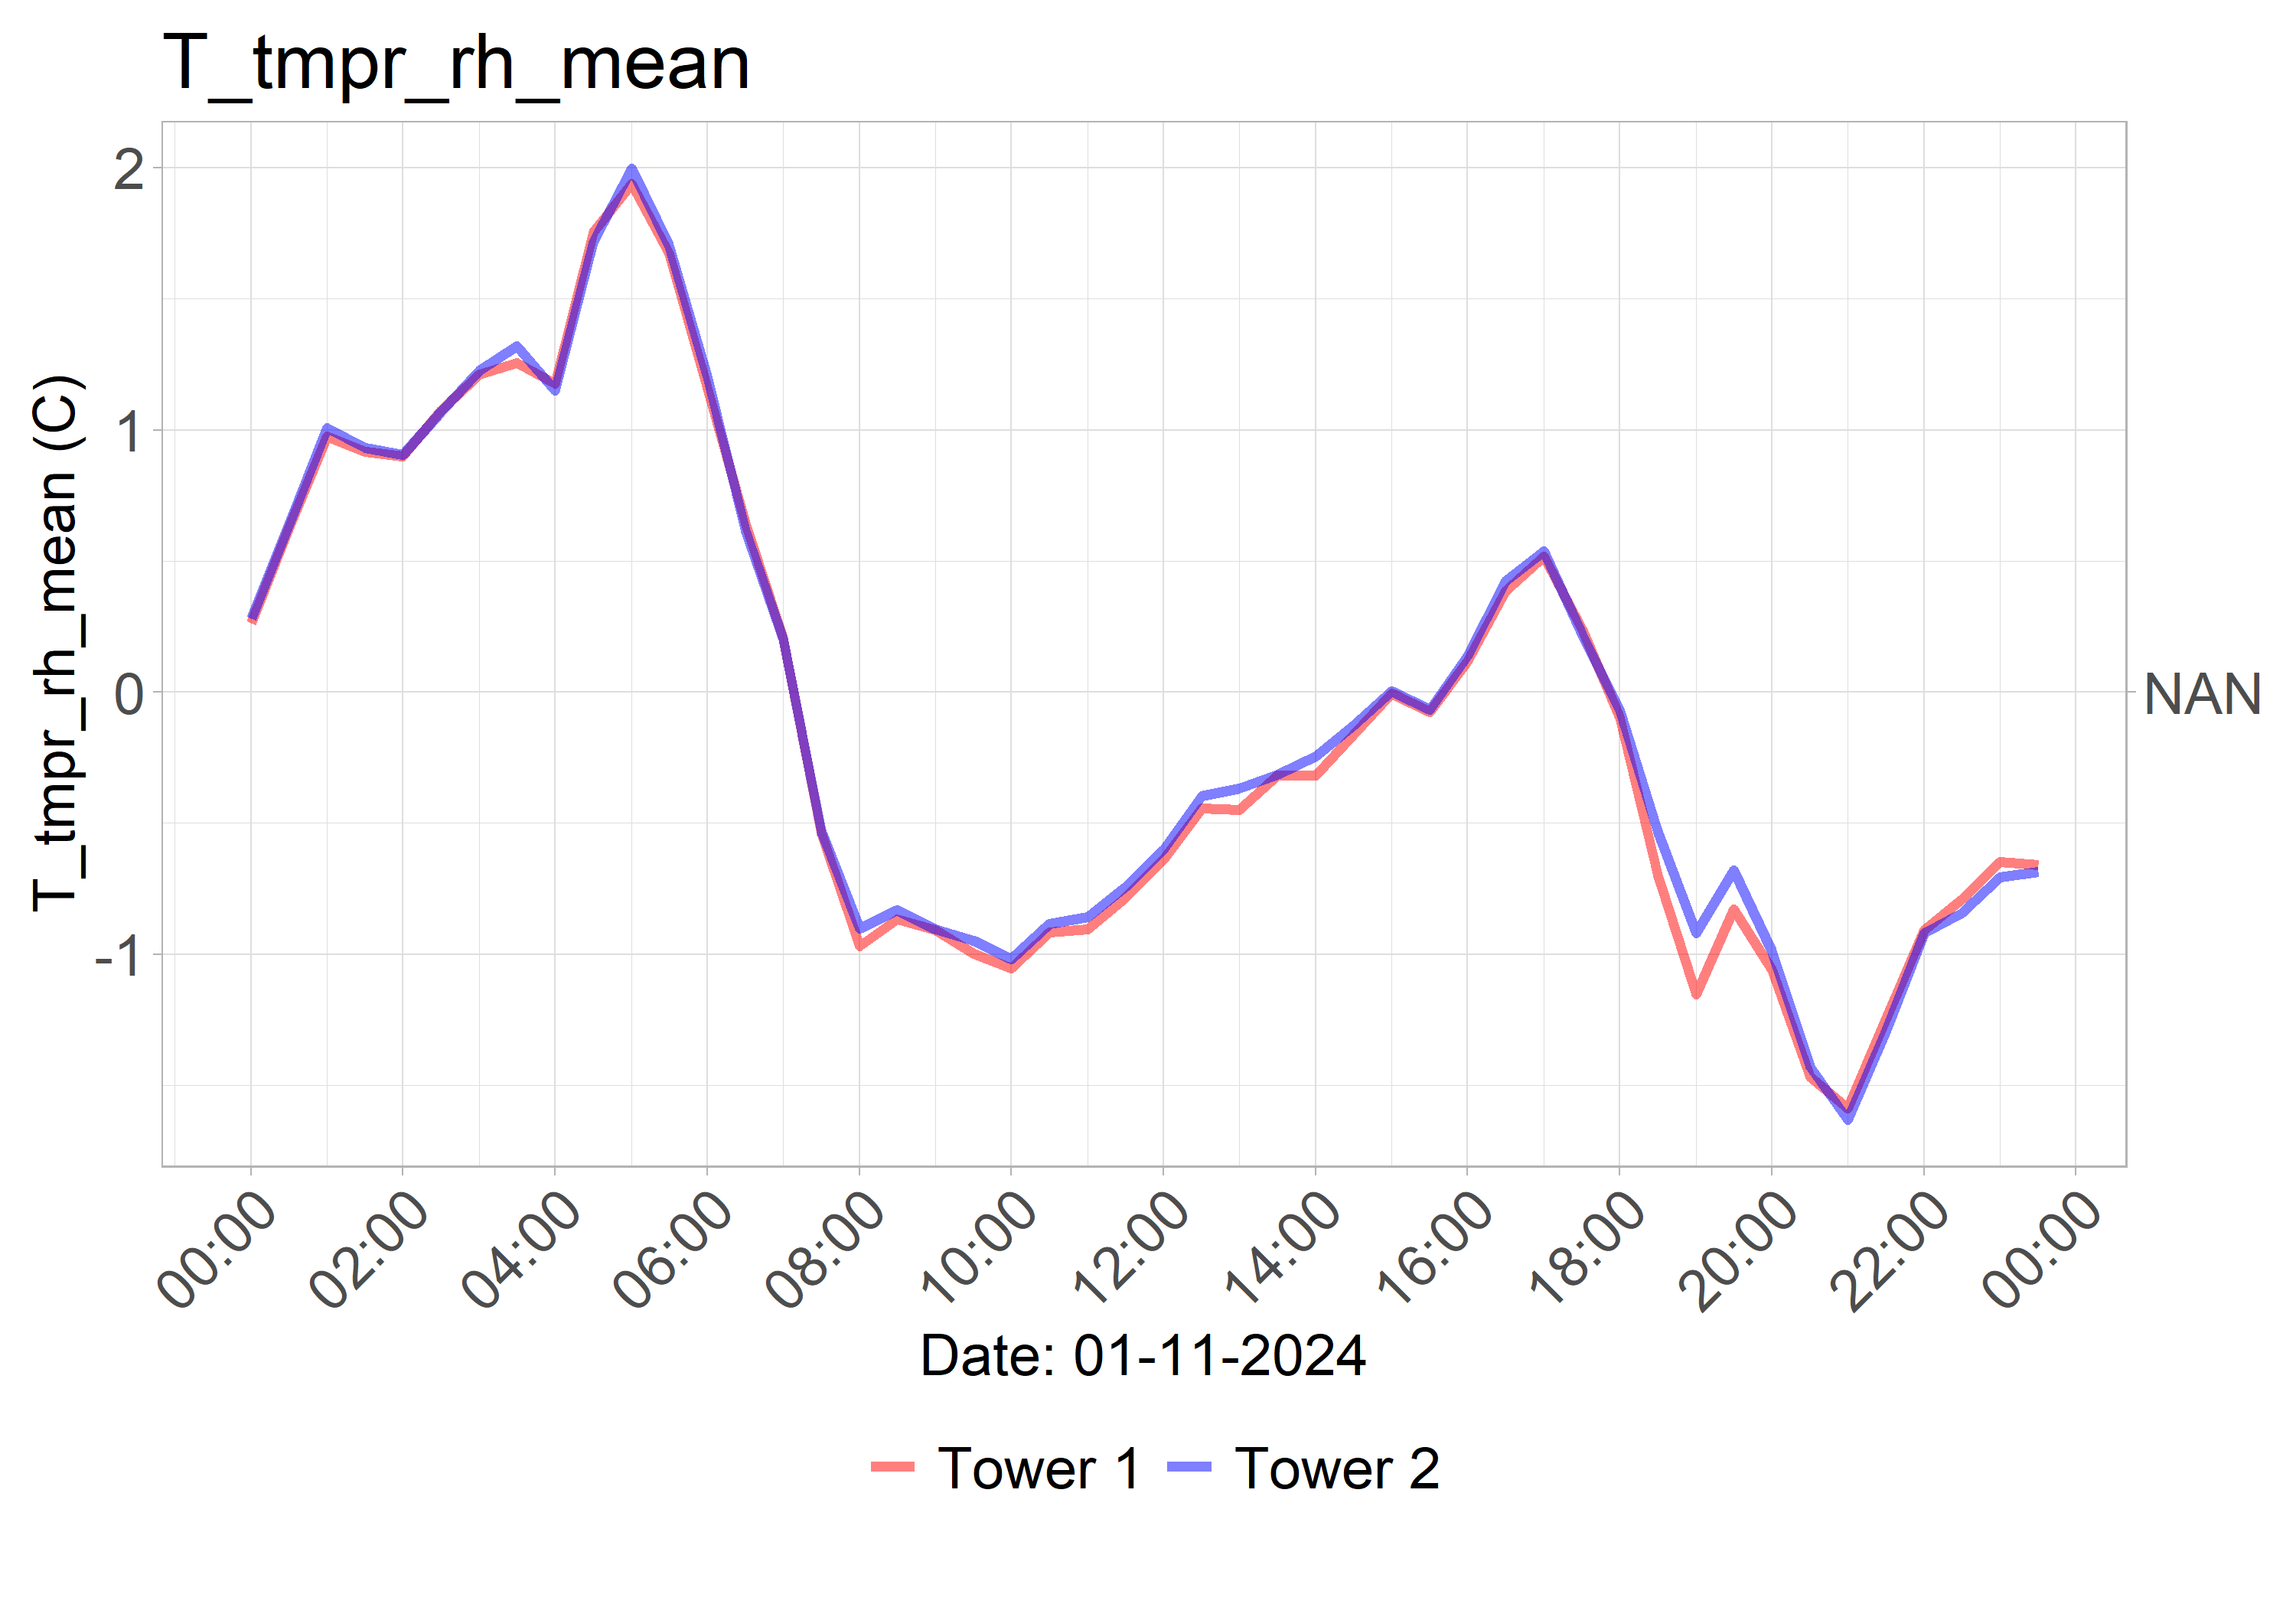 T_tmpr_rh_mean
T_tmpr_rh_mean (C)
2
1
0
-1
NAN
00:00
02:00
04:00
06:00
08:00
10:00
12:00
14:00
16:00
18:00
20:00
22:00
00:00
Date: 01-11-2024
Tower 1
Tower 2